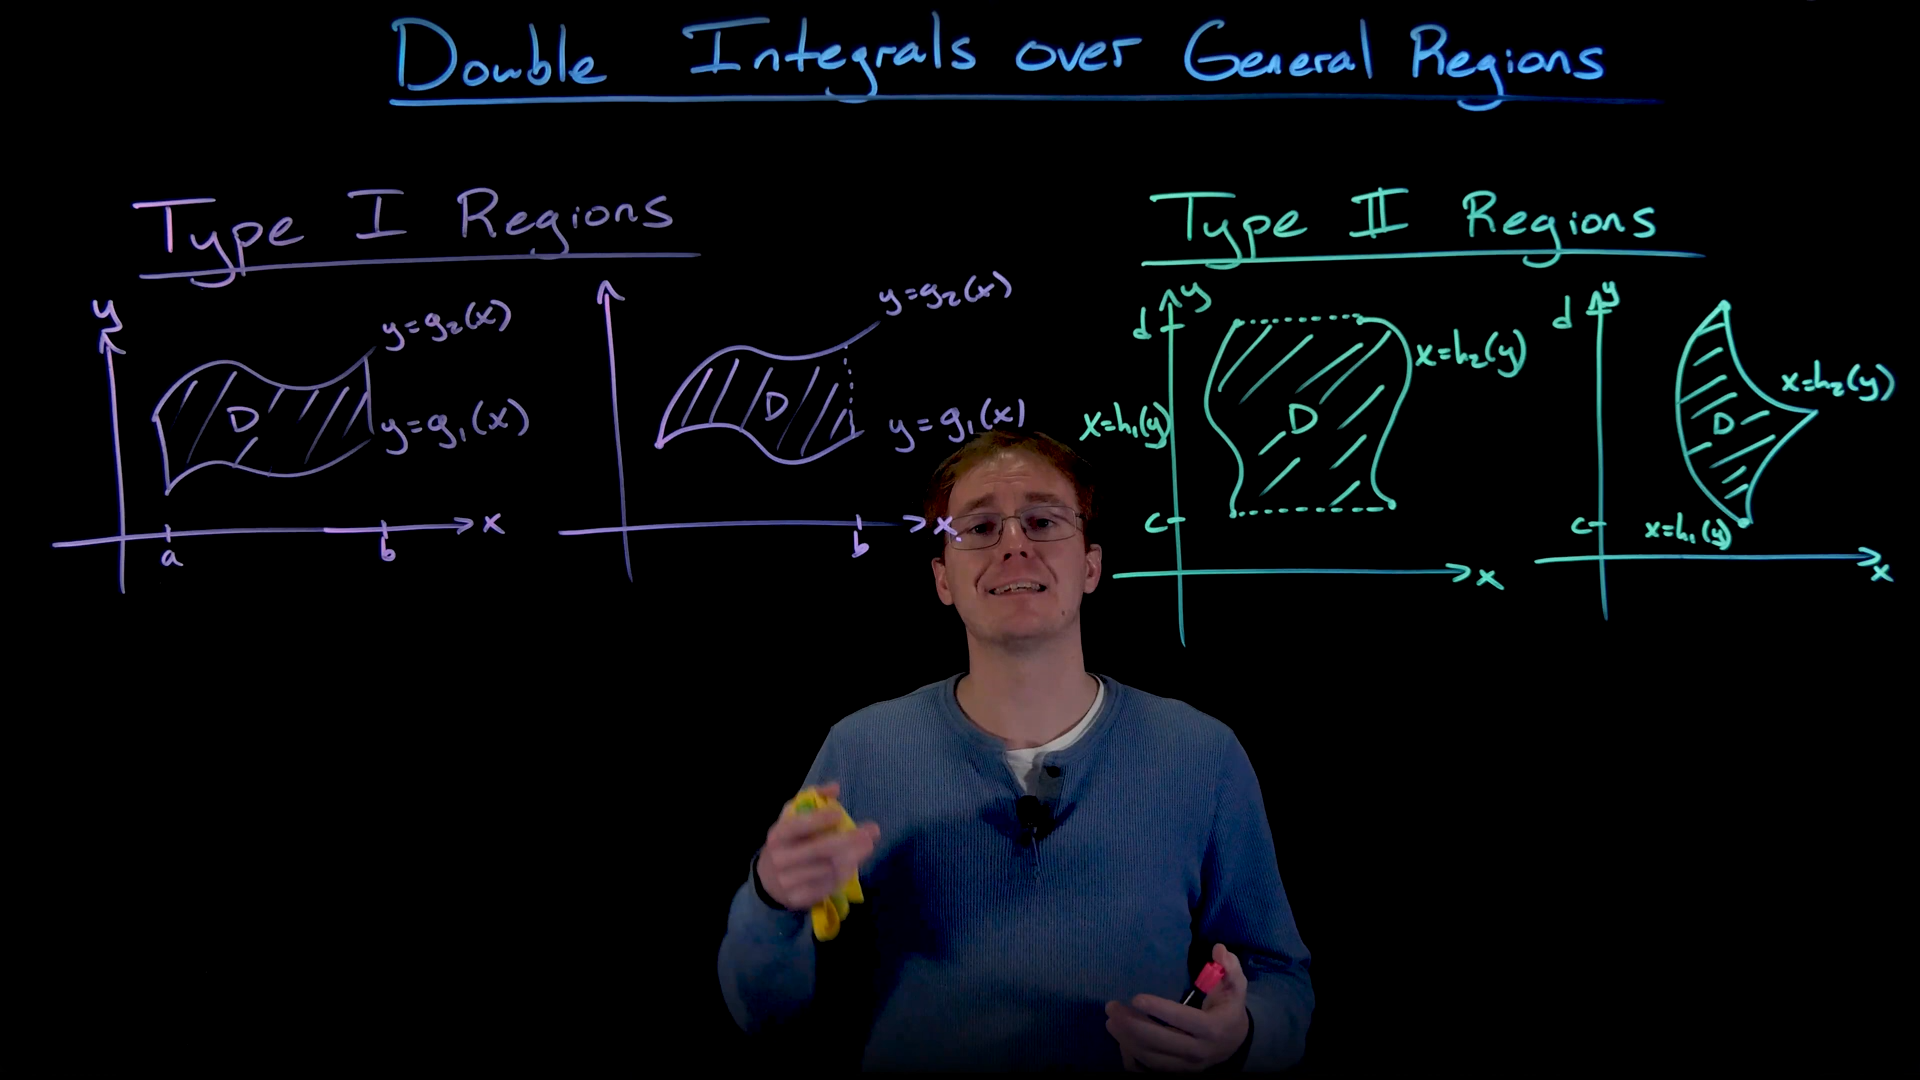 Double Integrals over General Regions
Type I Regions
y
y=g₂(x)
D
y=g₁(x)
x
a
b
y=g₂(x)
D
y=g₁(x)
x
b
Type II Regions
y
d
x=h₂(y)
x=h₁(y)
D
c
x
y
d
x=h₂(y)
D
c
x=h₁(y)
x